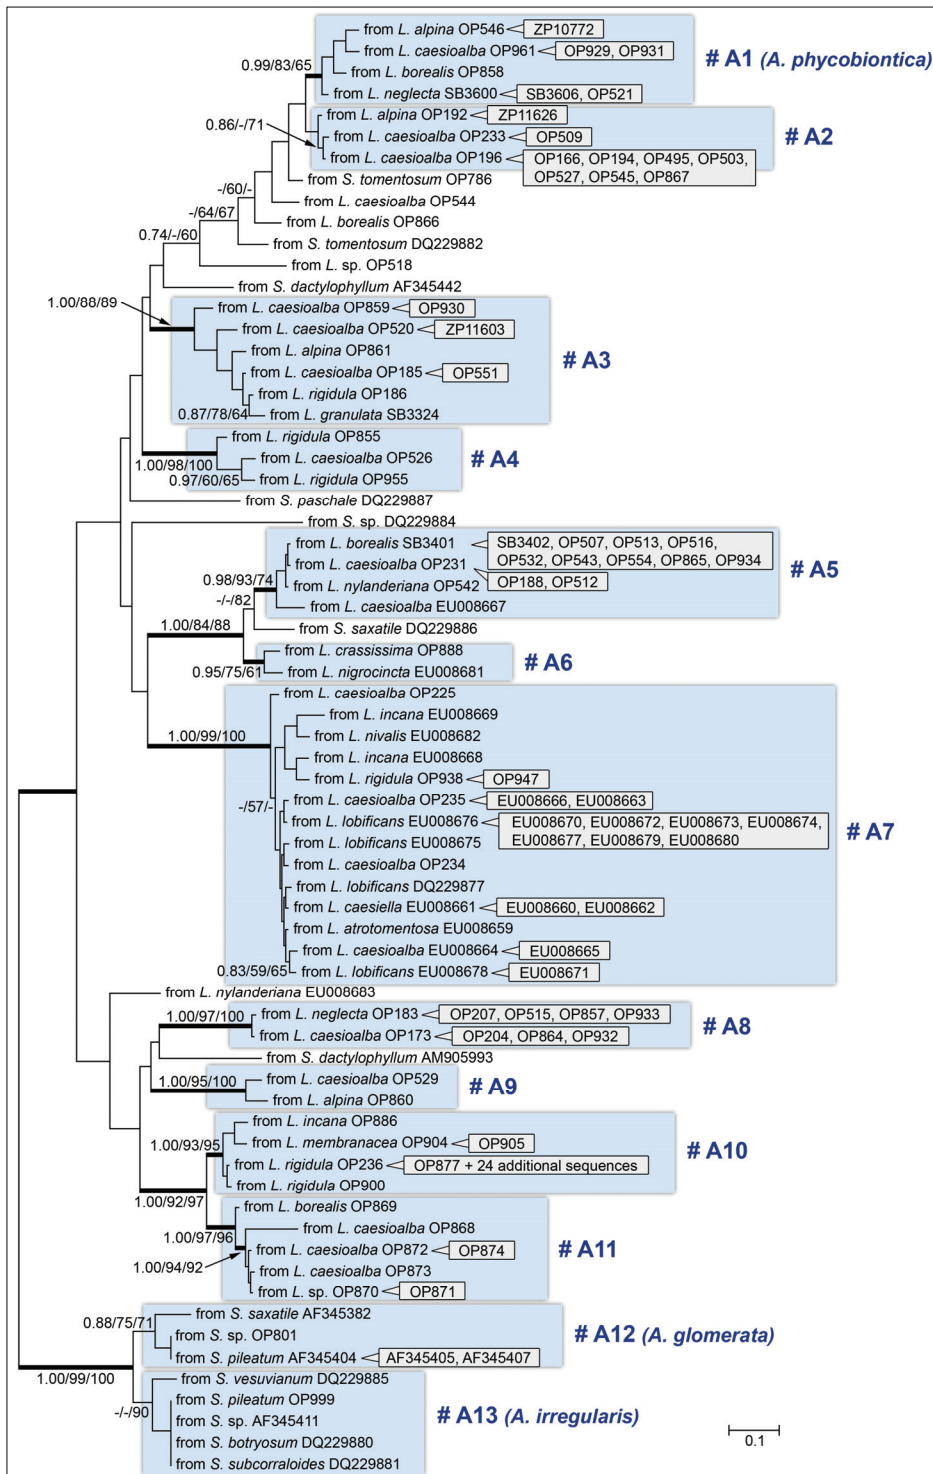 from L. alpina OP546 ZP10772
from L. caesioalba OP961 OP929, OP931
# A1 (A. phycobiontica)
0.99/83/65
from L. borealis OP858
from L. neglecta SB3600 SB3606, OP521
from L. alpina OP192 ZP11626
0.86/-/71
from L. caesioalba OP233 OP509
# A2
from L. caesioalba OP196 OP166, OP194, OP495, OP503,
OP527, OP545, OP867
from S. tomentosum OP786
-/60/-
from L. caesioalba OP544
-/64/67
from L. borealis OP866
0.74/-/60
from S. tomentosum DQ229882
from L. sp. OP518
from S. dactylophyllum AF345442
1.00/88/89
from L. caesioalba OP859 OP930
from L. caesioalba OP520 ZP11603
from L. alpina OP861
# A3
from L. caesioalba OP185 OP551
from L. rigidula OP186
0.87/78/64
from L. granulata SB3324
from L. rigidula OP855
1.00/98/100
from L. caesioalba OP526
# A4
0.97/60/65
from L. rigidula OP955
from S. paschale DQ229887
from S. sp. DQ229884
from L. borealis SB3401 SB3402, OP507, OP513, OP516,
OP532, OP543, OP554, OP865, OP934
from L. caesioalba OP231
# A5
0.98/93/74
from L. nylanderiana OP542 OP188, OP512
-/-/82
from L. caesioalba EU008667
1.00/84/88
from S. saxatile DQ229886
from L. crassissima OP888
# A6
0.95/75/61
from L. nigrocincta EU008681
from L. caesioalba OP225
from L. incana EU008669
1.00/99/100
from L. nivalis EU008682
from L. incana EU008668
from L. rigidula OP938 OP947
-/57/-
from L. caesioalba OP235 EU008666, EU008663
from L. lobificans EU008676 EU008670, EU008672, EU008673, EU008674,
EU008677, EU008679, EU008680
# A7
from L. lobificans EU008675
from L. caesioalba OP234
from L. lobificans DQ229877
from L. caesiella EU008661 EU008660, EU008662
from L. atrotomentosa EU008659
from L. caesioalba EU008664 EU008665
0.83/59/65
from L. lobificans EU008678 EU008671
from L. nylanderiana EU008683
1.00/97/100
from L. neglecta OP183 OP207, OP515, OP857, OP933
# A8
from L. caesioalba OP173 OP204, OP864, OP932
from S. dactylophyllum AM905993
1.00/95/100
from L. caesioalba OP529
# A9
from L. alpina OP860
from L. incana OP886
1.00/93/95
from L. membranacea OP904 OP905
# A10
from L. rigidula OP236 OP877 + 24 additional sequences
from L. rigidula OP900
1.00/92/97
from L. borealis OP869
1.00/97/96
from L. caesioalba OP868
from L. caesioalba OP872 OP874
# A11
1.00/94/92
from L. caesioalba OP873
from L. sp. OP870 OP871
from S. saxatile AF345382
0.88/75/71
from S. sp. OP801
# A12 (A. glomerata)
from S. pileatum AF345404 AF345405, AF345407
1.00/99/100
from S. vesuvianum DQ229885
-/-/90
from S. pileatum OP999
from S. sp. AF345411
# A13 (A. irregularis)
from S. botryosum DQ229880
from S. subcorraloides DQ229881
0.1